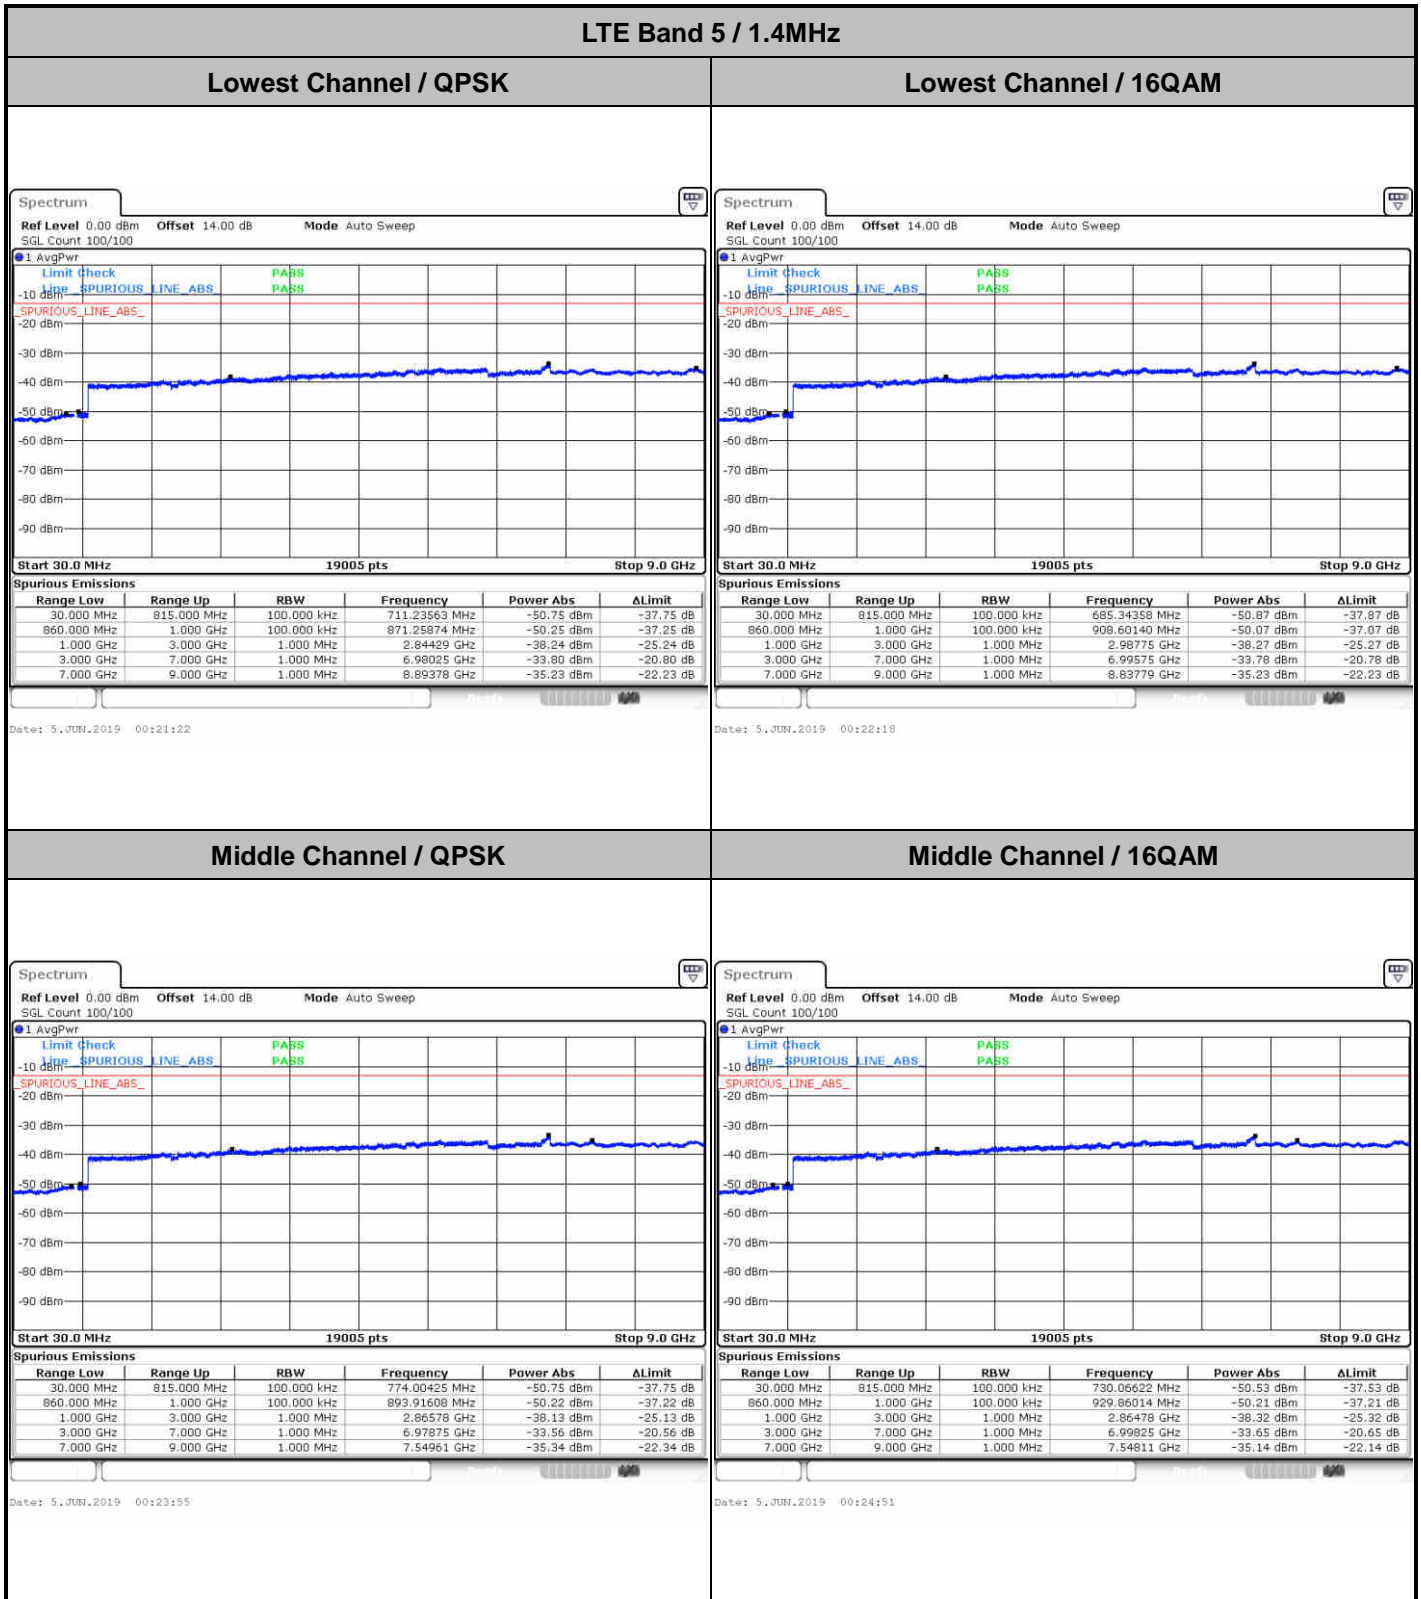 LTE Band 5 / 1.4MHz
Lowest Channel / QPSK
Lowest Channel / 16QAM
Spectrum
Ref Level 0.00 dBm Offset 14.00 dB Mode Auto Sweep
SGL Count 100/100
1 AvgPwr
Limit Check PASS
Line _SPURIOUS_LINE_ABS_ PASS
-10 dBm
_SPURIOUS_LINE_ABS_
-20 dBm
-30 dBm
-40 dBm
-50 dBm
-60 dBm
-70 dBm
-80 dBm
-90 dBm
Start 30.0 MHz 19005 pts Stop 9.0 GHz
Spurious Emissions
Range Low Range Up RBW Frequency Power Abs ΔLimit
30.000 MHz 815.000 MHz 100.000 kHz 711.23563 MHz -50.75 dBm -37.75 dB
860.000 MHz 1.000 GHz 100.000 kHz 871.25874 MHz -50.25 dBm -37.25 dB
1.000 GHz 3.000 GHz 1.000 MHz 2.84429 GHz -38.24 dBm -25.24 dB
3.000 GHz 7.000 GHz 1.000 MHz 6.98025 GHz -33.80 dBm -20.80 dB
7.000 GHz 9.000 GHz 1.000 MHz 8.89378 GHz -35.23 dBm -22.23 dB
Date: 5.JUN.2019 00:21:22
Spectrum
Ref Level 0.00 dBm Offset 14.00 dB Mode Auto Sweep
SGL Count 100/100
1 AvgPwr
Limit Check PASS
Line _SPURIOUS_LINE_ABS_ PASS
-10 dBm
_SPURIOUS_LINE_ABS_
-20 dBm
-30 dBm
-40 dBm
-50 dBm
-60 dBm
-70 dBm
-80 dBm
-90 dBm
Start 30.0 MHz 19005 pts Stop 9.0 GHz
Spurious Emissions
Range Low Range Up RBW Frequency Power Abs ΔLimit
30.000 MHz 815.000 MHz 100.000 kHz 685.34358 MHz -50.87 dBm -37.87 dB
860.000 MHz 1.000 GHz 100.000 kHz 908.60140 MHz -50.07 dBm -37.07 dB
1.000 GHz 3.000 GHz 1.000 MHz 2.98775 GHz -38.27 dBm -25.27 dB
3.000 GHz 7.000 GHz 1.000 MHz 6.99575 GHz -33.78 dBm -20.78 dB
7.000 GHz 9.000 GHz 1.000 MHz 8.83779 GHz -35.23 dBm -22.23 dB
Date: 5.JUN.2019 00:22:18
Middle Channel / QPSK
Middle Channel / 16QAM
Spectrum
Ref Level 0.00 dBm Offset 14.00 dB Mode Auto Sweep
SGL Count 100/100
1 AvgPwr
Limit Check PASS
Line _SPURIOUS_LINE_ABS_ PASS
-10 dBm
_SPURIOUS_LINE_ABS_
-20 dBm
-30 dBm
-40 dBm
-50 dBm
-60 dBm
-70 dBm
-80 dBm
-90 dBm
Start 30.0 MHz 19005 pts Stop 9.0 GHz
Spurious Emissions
Range Low Range Up RBW Frequency Power Abs ΔLimit
30.000 MHz 815.000 MHz 100.000 kHz 774.00425 MHz -50.75 dBm -37.75 dB
860.000 MHz 1.000 GHz 100.000 kHz 893.91608 MHz -50.22 dBm -37.22 dB
1.000 GHz 3.000 GHz 1.000 MHz 2.86578 GHz -38.13 dBm -25.13 dB
3.000 GHz 7.000 GHz 1.000 MHz 6.97875 GHz -33.56 dBm -20.56 dB
7.000 GHz 9.000 GHz 1.000 MHz 7.54961 GHz -35.34 dBm -22.34 dB
Date: 5.JUN.2019 00:23:55
Spectrum
Ref Level 0.00 dBm Offset 14.00 dB Mode Auto Sweep
SGL Count 100/100
1 AvgPwr
Limit Check PASS
Line _SPURIOUS_LINE_ABS_ PASS
-10 dBm
_SPURIOUS_LINE_ABS_
-20 dBm
-30 dBm
-40 dBm
-50 dBm
-60 dBm
-70 dBm
-80 dBm
-90 dBm
Start 30.0 MHz 19005 pts Stop 9.0 GHz
Spurious Emissions
Range Low Range Up RBW Frequency Power Abs ΔLimit
30.000 MHz 815.000 MHz 100.000 kHz 730.06622 MHz -50.53 dBm -37.53 dB
860.000 MHz 1.000 GHz 100.000 kHz 929.86014 MHz -50.21 dBm -37.21 dB
1.000 GHz 3.000 GHz 1.000 MHz 2.86478 GHz -38.32 dBm -25.32 dB
3.000 GHz 7.000 GHz 1.000 MHz 6.99825 GHz -33.65 dBm -20.65 dB
7.000 GHz 9.000 GHz 1.000 MHz 7.54811 GHz -35.14 dBm -22.14 dB
Date: 5.JUN.2019 00:24:51